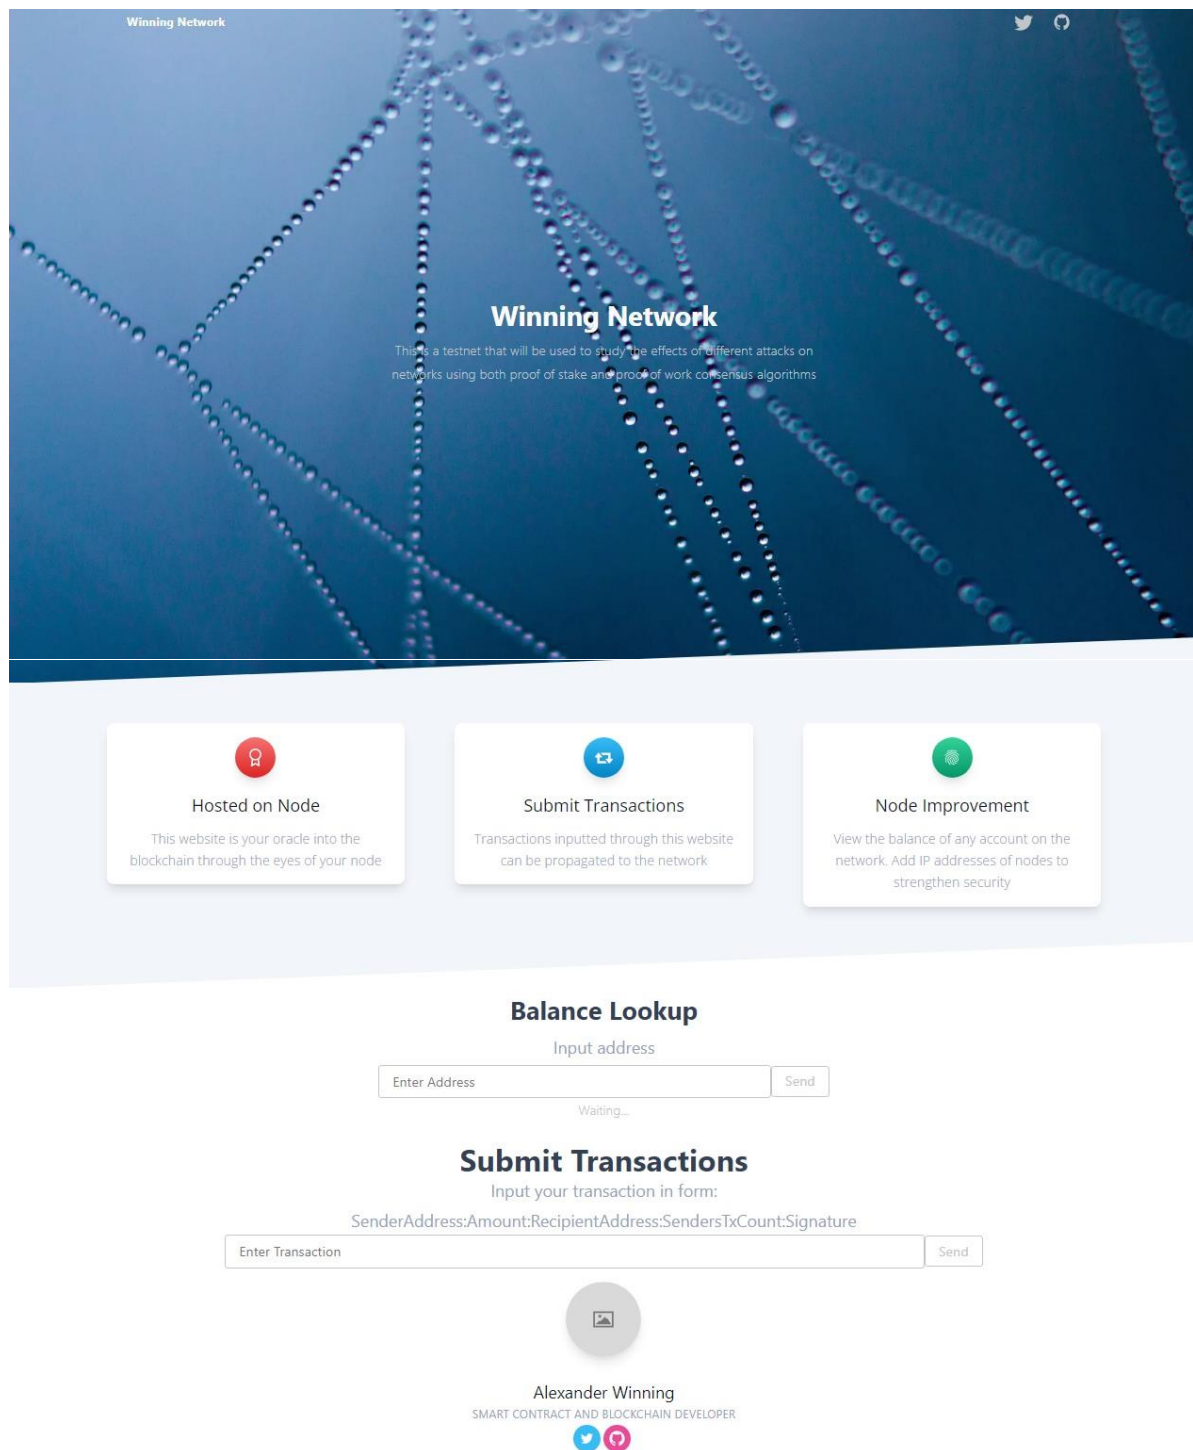 Winning Network
Winning Network
This is a testnet that will be used to study the effects of different attacks on
networks using both proof of stake and proof of work consensus algorithms
Hosted on Node
This website is your oracle into the
blockchain through the eyes of your node
Submit Transactions
Transactions inputted through this website
can be propagated to the network
Node Improvement
View the balance of any account on the
network. Add IP addresses of nodes to
strengthen security
Balance Lookup
Input address
Enter Address
Send
Waiting...
Submit Transactions
Input your transaction in form:
SenderAddress:Amount:RecipientAddress:SendersTxCount:Signature
Enter Transaction
Send
Alexander Winning
SMART CONTRACT AND BLOCKCHAIN DEVELOPER